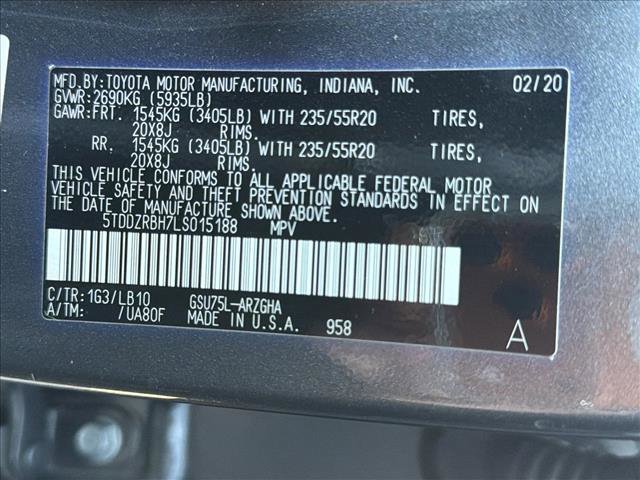 MFD.BY:TOYOTA MOTOR MANUFACTURING, INDIANA, INC. 02/20
GVWR:2690KG (5935LB)
GAWR:FRT. 1545KG (3405LB) WITH 235/55R20 TIRES,
20X8J RIMS.
RR. 1545KG (3405LB) WITH 235/55R20 TIRES,
20X8J RIMS.
THIS VEHICLE CONFORMS TO ALL APPLICABLE FEDERAL MOTOR
VEHICLE SAFETY AND THEFT PREVENTION STANDARDS IN EFFECT ON
THE DATE OF MANUFACTURE SHOWN ABOVE.
5TDDZRBH7LS015188 MPV
C/TR:1G3/LB10 GSU75L-ARZGHA
A/TM: /UA80F MADE IN U.S.A. 958 A